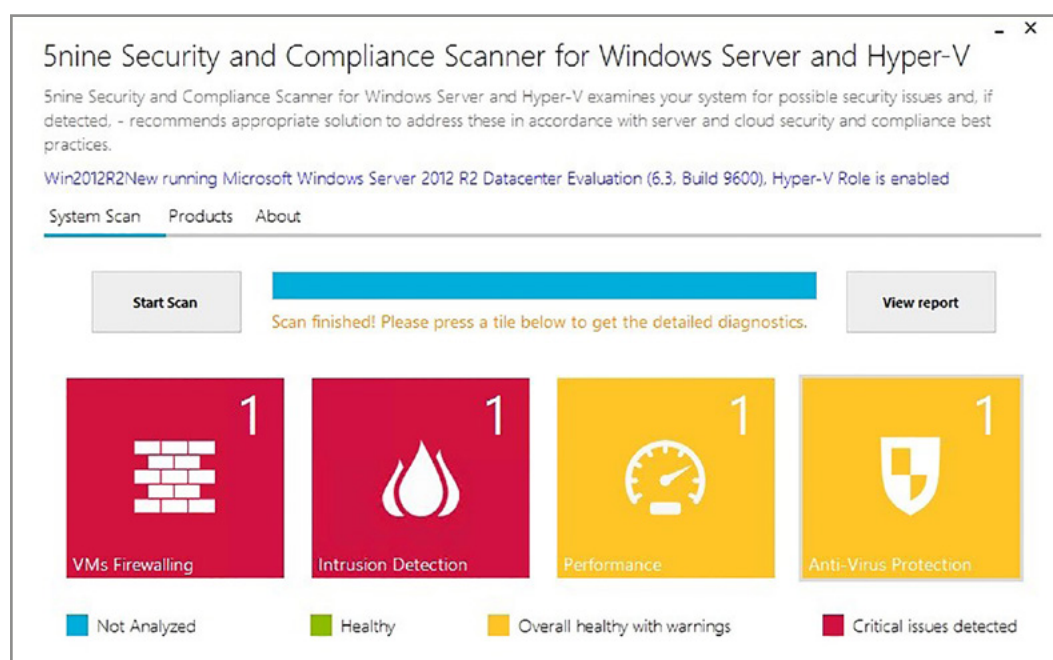 5nine Security and Compliance Scanner for Windows Server and Hyper-V
5nine Security and Compliance Scanner for Windows Server and Hyper-V examines your system for possible security issues and, if
detected, - recommends appropriate solution to address these in accordance with server and cloud security and compliance best
practices.
Win2012R2New running Microsoft Windows Server 2012 R2 Datacenter Evaluation (6.3, Build 9600), Hyper-V Role is enabled
System Scan Products About
Start Scan
Scan finished! Please press a tile below to get the detailed diagnostics.
View report
1
VMs Firewalling
1
Intrusion Detection
1
Performance
1
Anti-Virus Protection
Not Analyzed Healthy Overall healthy with warnings Critical issues detected